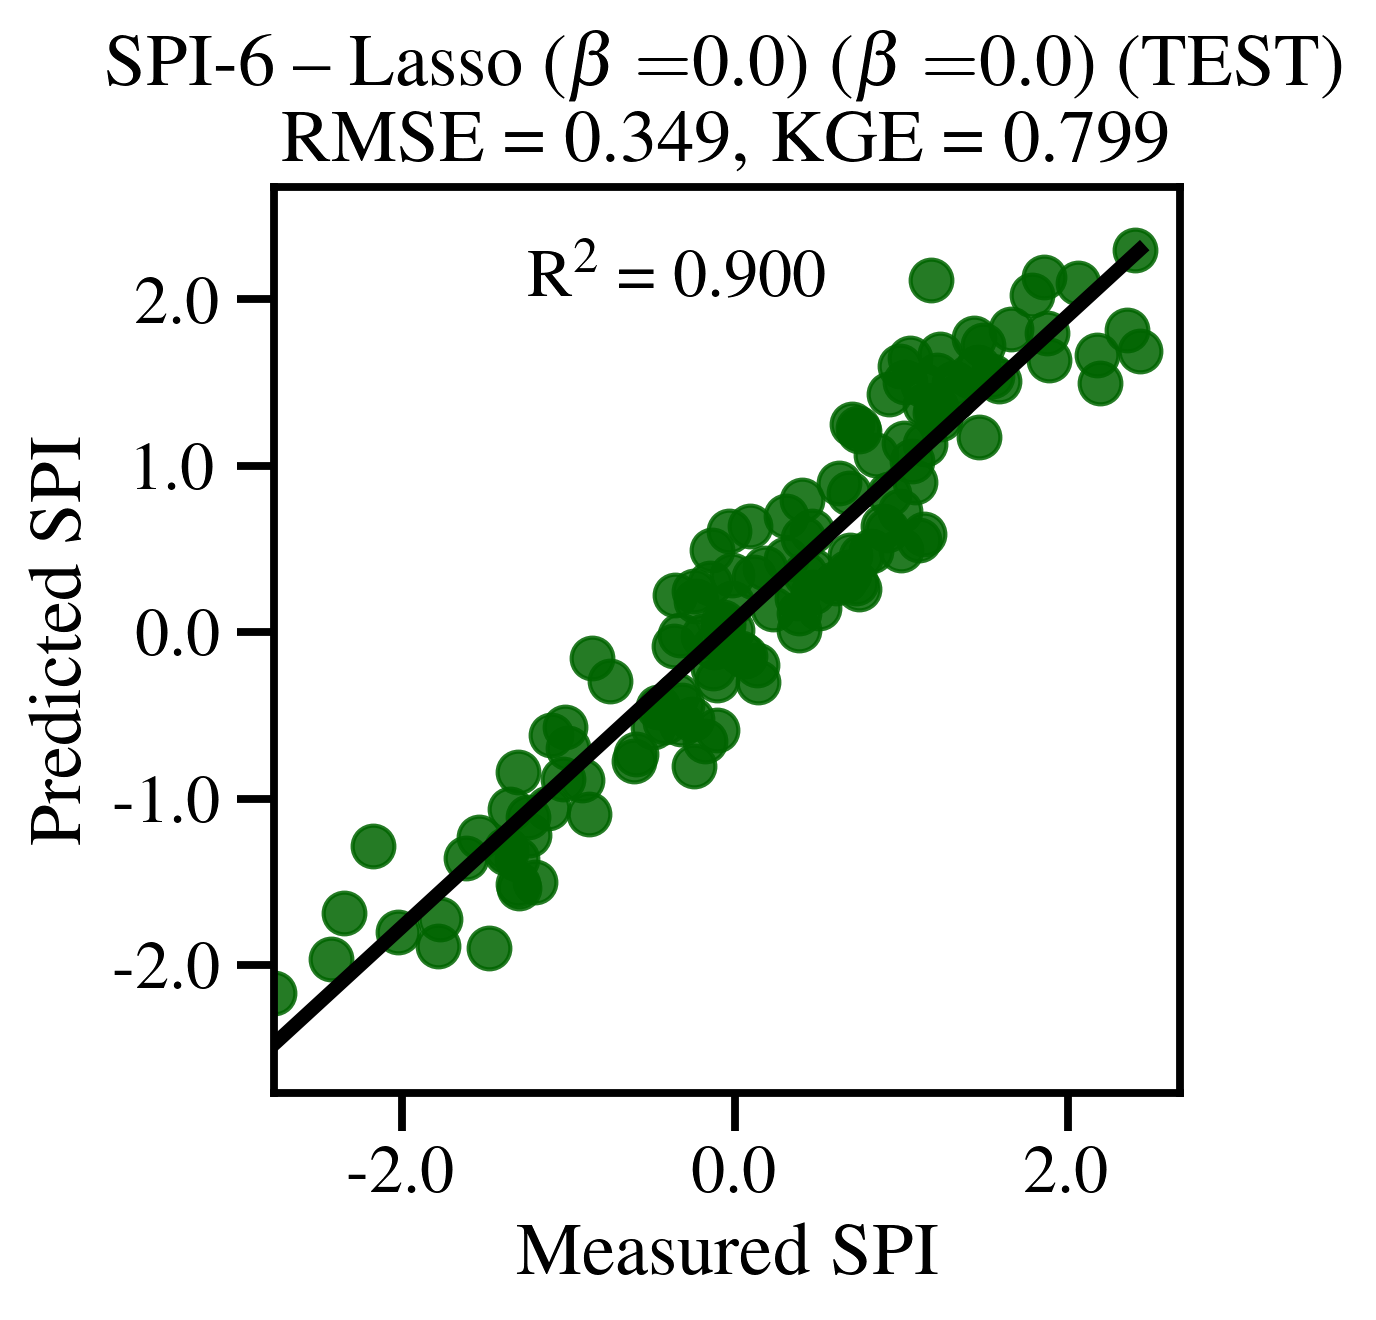 SPI-6 – Lasso (β =0.0) (β =0.0) (TEST)
RMSE = 0.349, KGE = 0.799
R² = 0.900
Predicted SPI
2.0
1.0
0.0
-1.0
-2.0
-2.0 0.0 2.0
Measured SPI